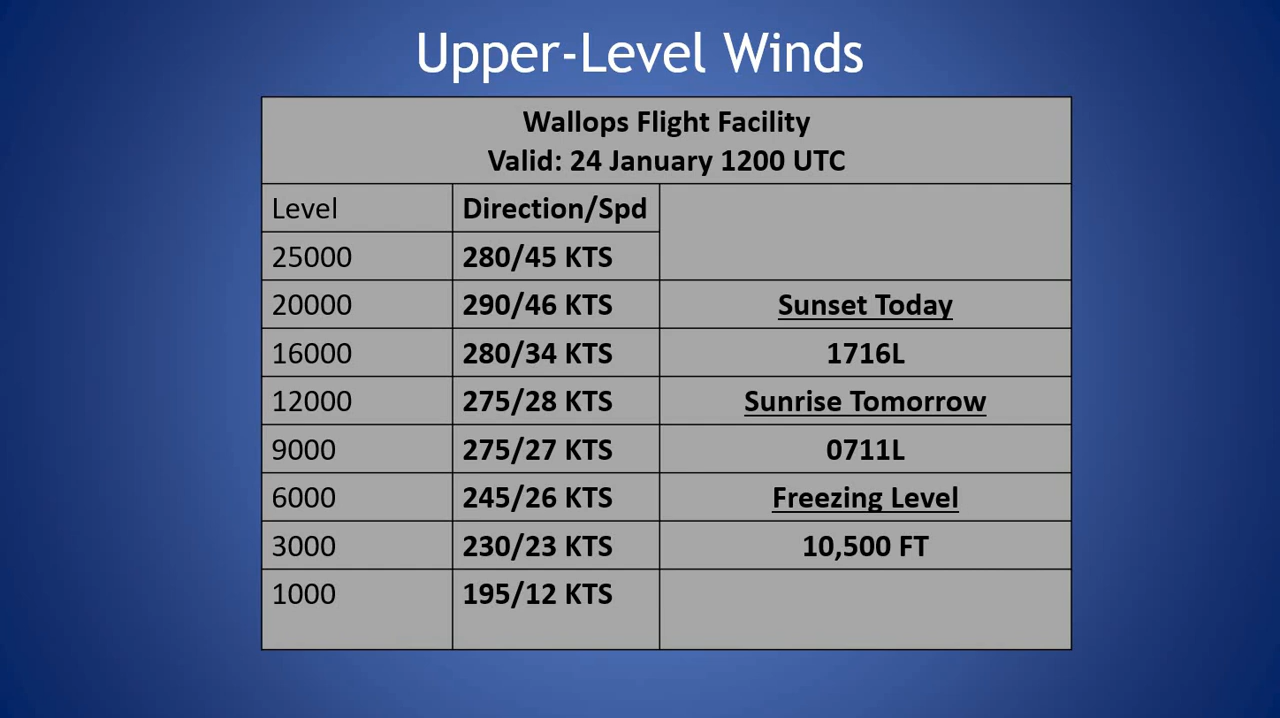 Upper-Level Winds
Wallops Flight Facility
Valid: 24 January 1200 UTC
Level Direction/Spd
25000 280/45 KTS
20000 290/46 KTS Sunset Today
16000 280/34 KTS 1716L
12000 275/28 KTS Sunrise Tomorrow
9000 275/27 KTS 0711L
6000 245/26 KTS Freezing Level
3000 230/23 KTS 10,500 FT
1000 195/12 KTS